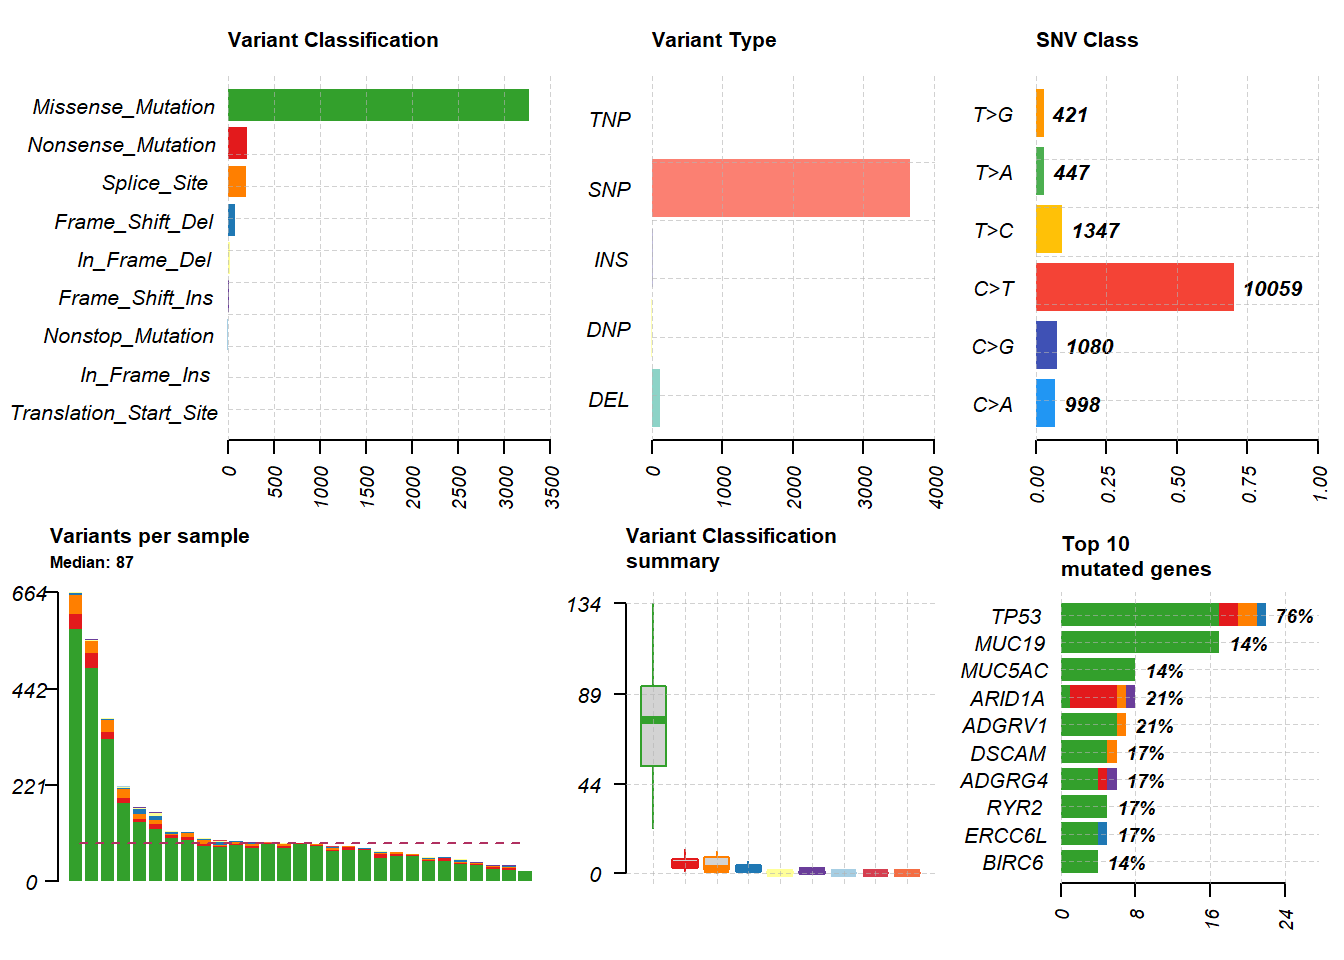 Variant Classification
Missense_Mutation
Nonsense_Mutation
Splice_Site
Frame_Shift_Del
In_Frame_Del
Frame_Shift_Ins
Nonstop_Mutation
In_Frame_Ins
Translation_Start_Site
0 500 1000 1500 2000 2500 3000 3500
Variant Type
TNP
SNP
INS
DNP
DEL
0 1000 2000 3000 4000
SNV Class
T>G 421
T>A 447
T>C 1347
C>T 10059
C>G 1080
C>A 998
0.00 0.25 0.50 0.75 1.00
Variants per sample
Median: 87
664
442
221
0
Variant Classification
summary
134
89
44
0
Top 10
mutated genes
TP53 76%
MUC19 14%
MUC5AC 14%
ARID1A 21%
ADGRV1 21%
DSCAM 17%
ADGRG4 17%
RYR2 17%
ERCC6L 17%
BIRC6 14%
0 8 16 24